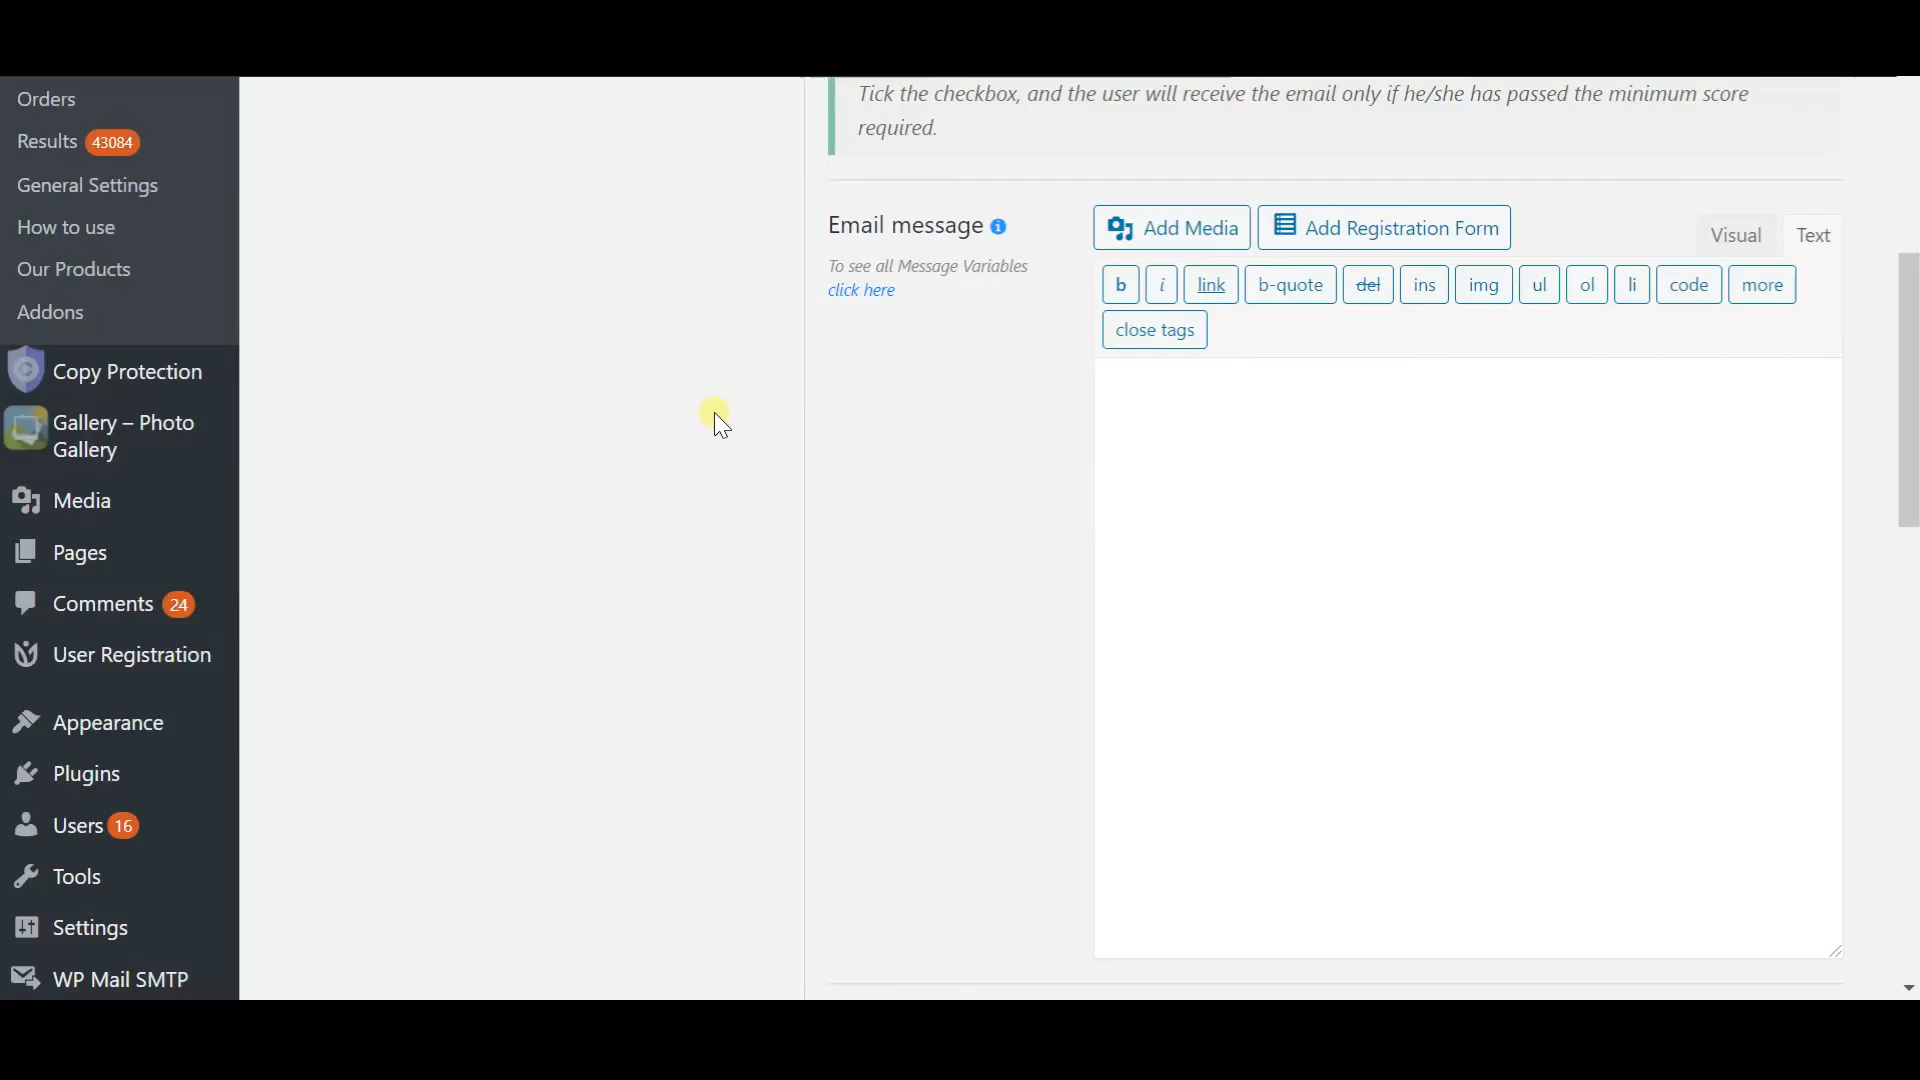 Orders
Results 43084
General Settings
How to use
Our Products
Addons
Copy Protection
Gallery – Photo
Gallery
Media
Pages
Comments 24
User Registration
Appearance
Plugins
Users 16
Tools
Settings
WP Mail SMTP
Tick the checkbox, and the user will receive the email only if he/she has passed the minimum score
required.
Email message
To see all Message Variables
click here
Add Media Add Registration Form
Visual Text
b i link b-quote del ins img ul ol li code more
close tags